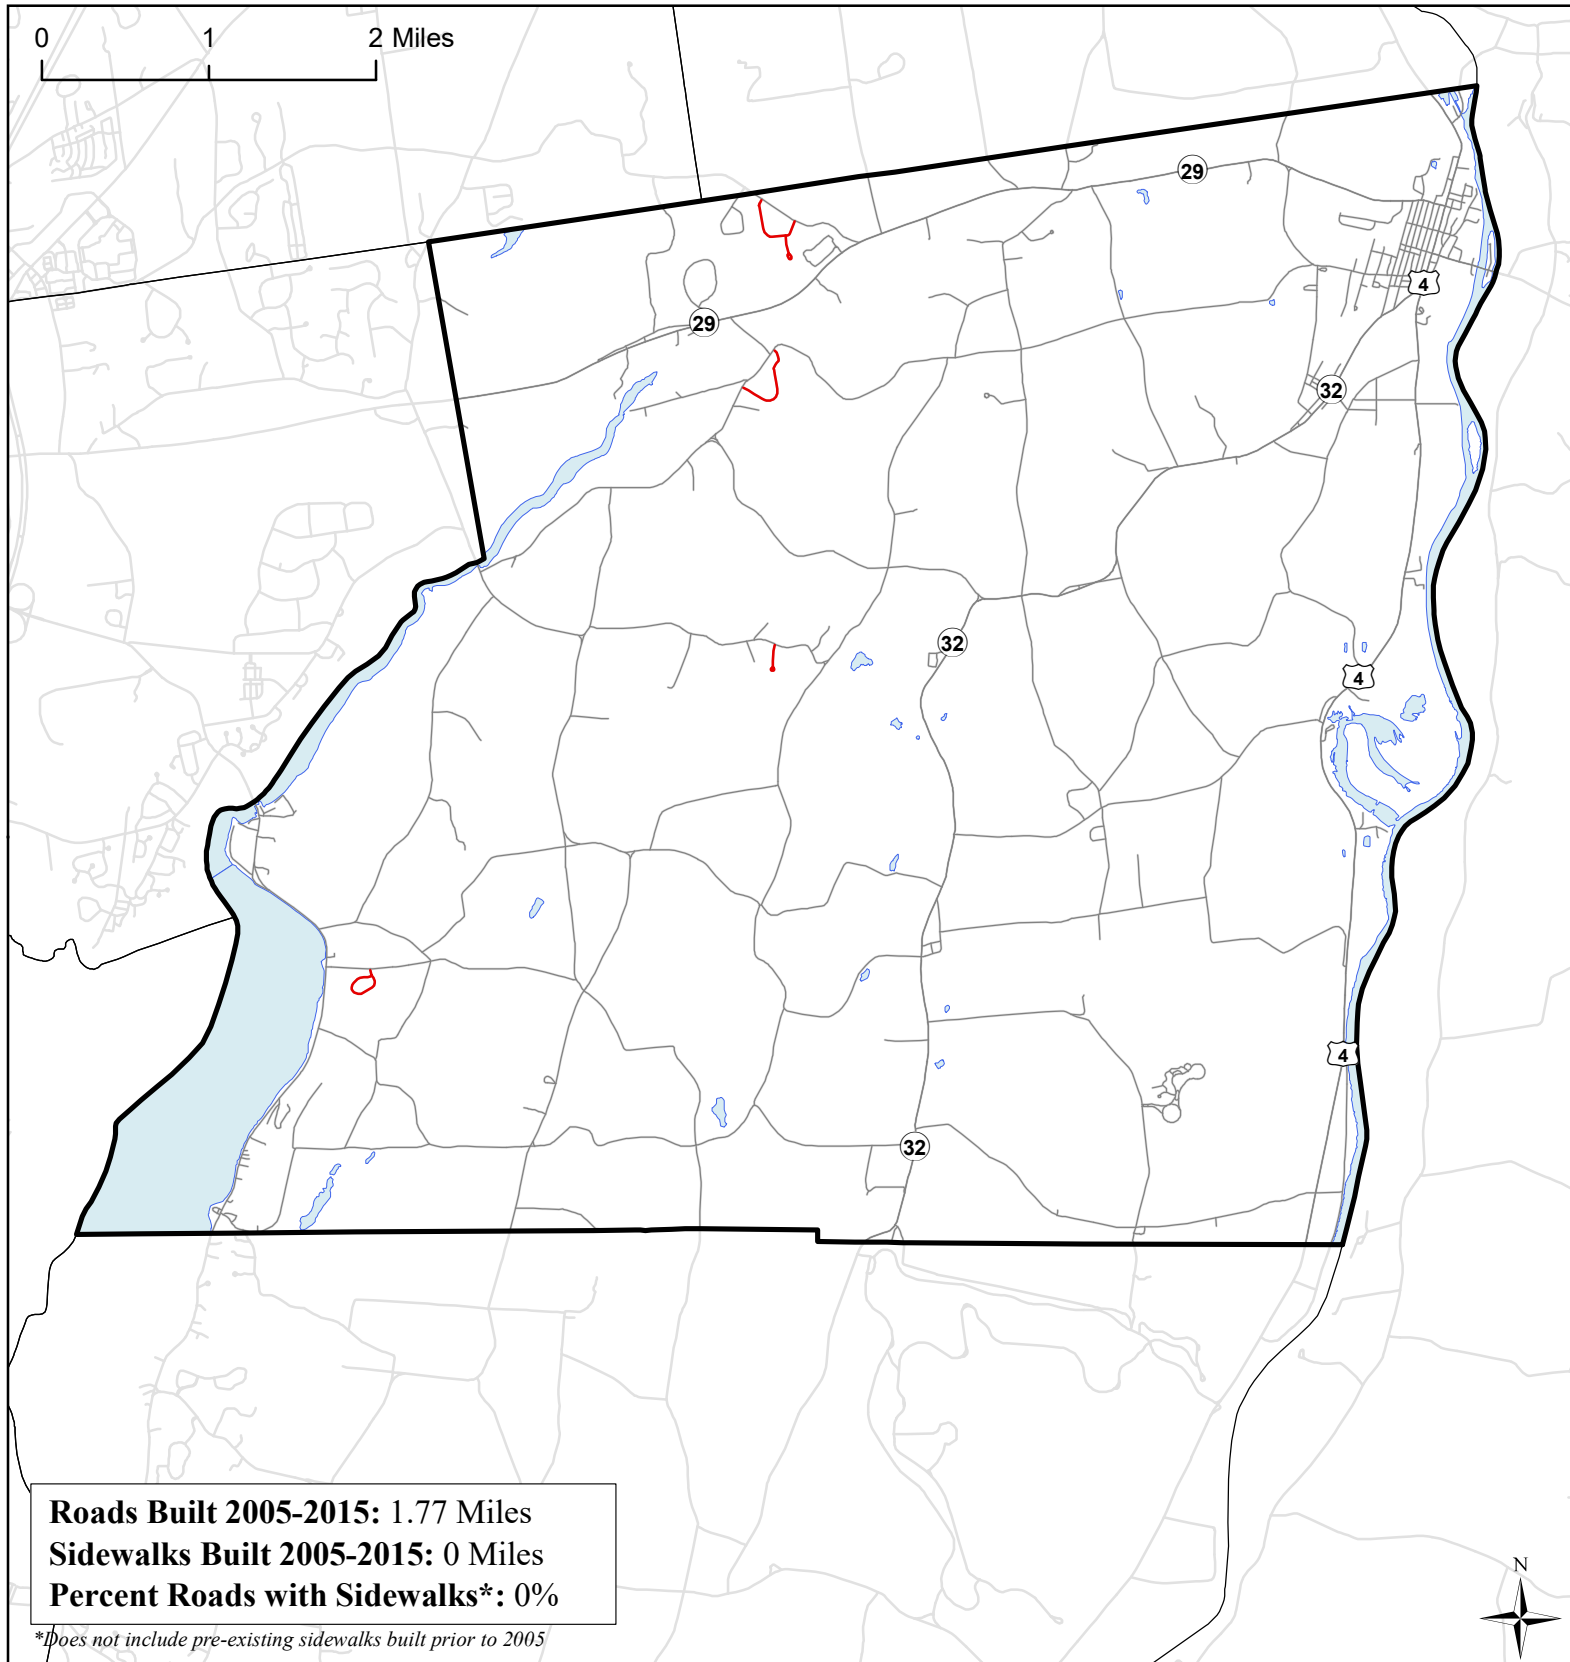 0 1 2 Miles
29
4
29
32
32
4
4
32
Roads Built 2005-2015: 1.77 Miles
Sidewalks Built 2005-2015: 0 Miles
Percent Roads with Sidewalks*: 0%
*Does not include pre-existing sidewalks built prior to 2005
N